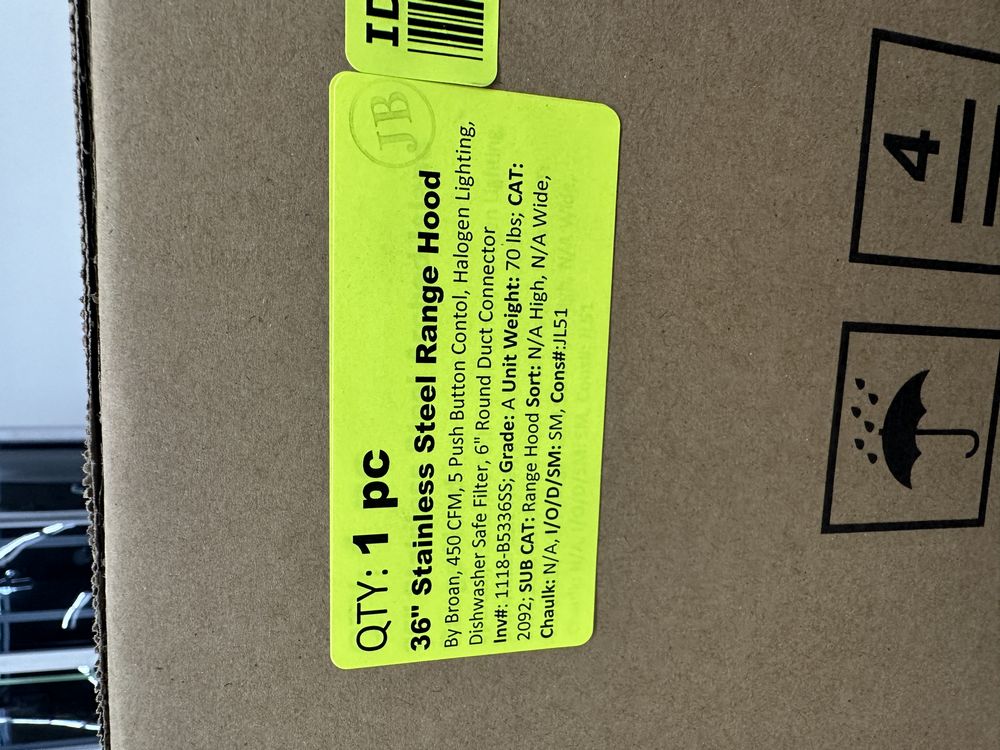 ID
JB
QTY: 1 pc
36" Stainless Steel Range Hood
By Broan, 450 CFM, 5 Push Button Contol, Halogen Lighting,
Dishwasher Safe Filter, 6" Round Duct Connector
Inv#: 1118-B5336SS; Grade: A Unit Weight: 70 lbs; CAT:
2092; SUB CAT: Range Hood Sort: N/A High, N/A Wide,
Chaulk: N/A, I/O/D/SM: SM, Cons#:JL51
4